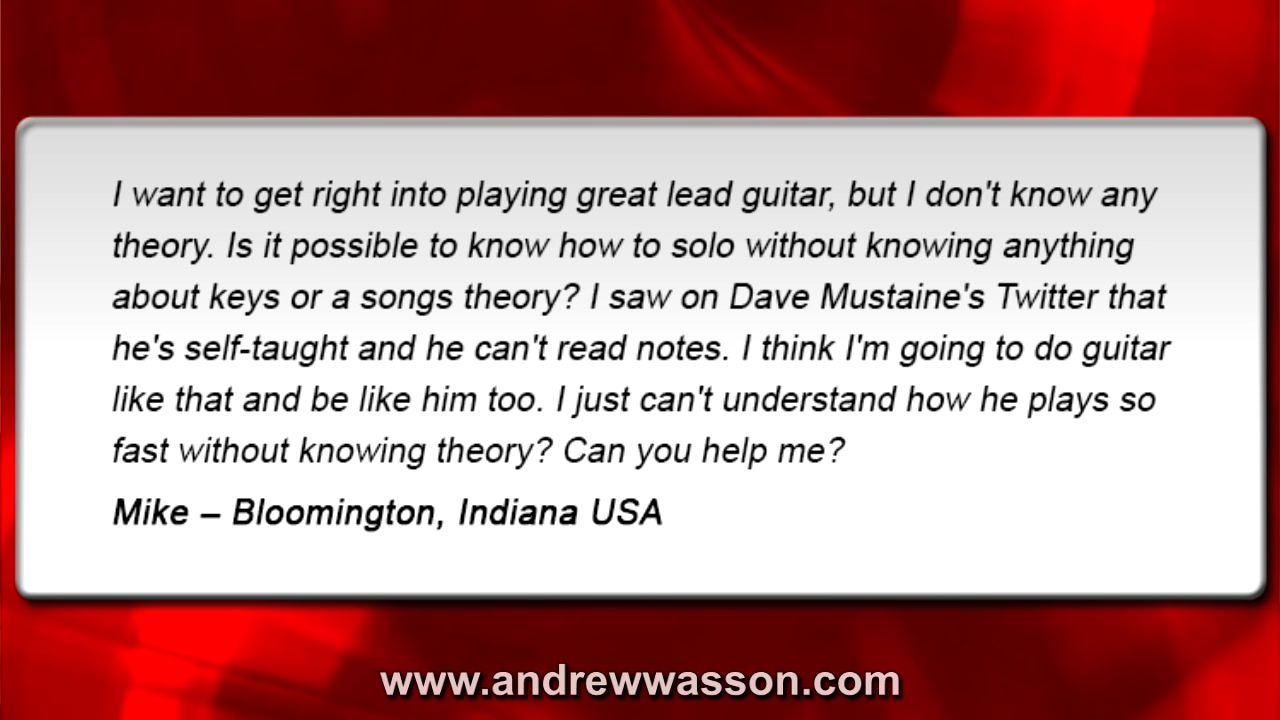 I want to get right into playing great lead guitar, but I don't know any
theory. Is it possible to know how to solo without knowing anything
about keys or a songs theory? I saw on Dave Mustaine's Twitter that
he's self-taught and he can't read notes. I think I'm going to do guitar
like that and be like him too. I just can't understand how he plays so
fast without knowing theory? Can you help me?
Mike – Bloomington, Indiana USA
www.andrewwasson.com